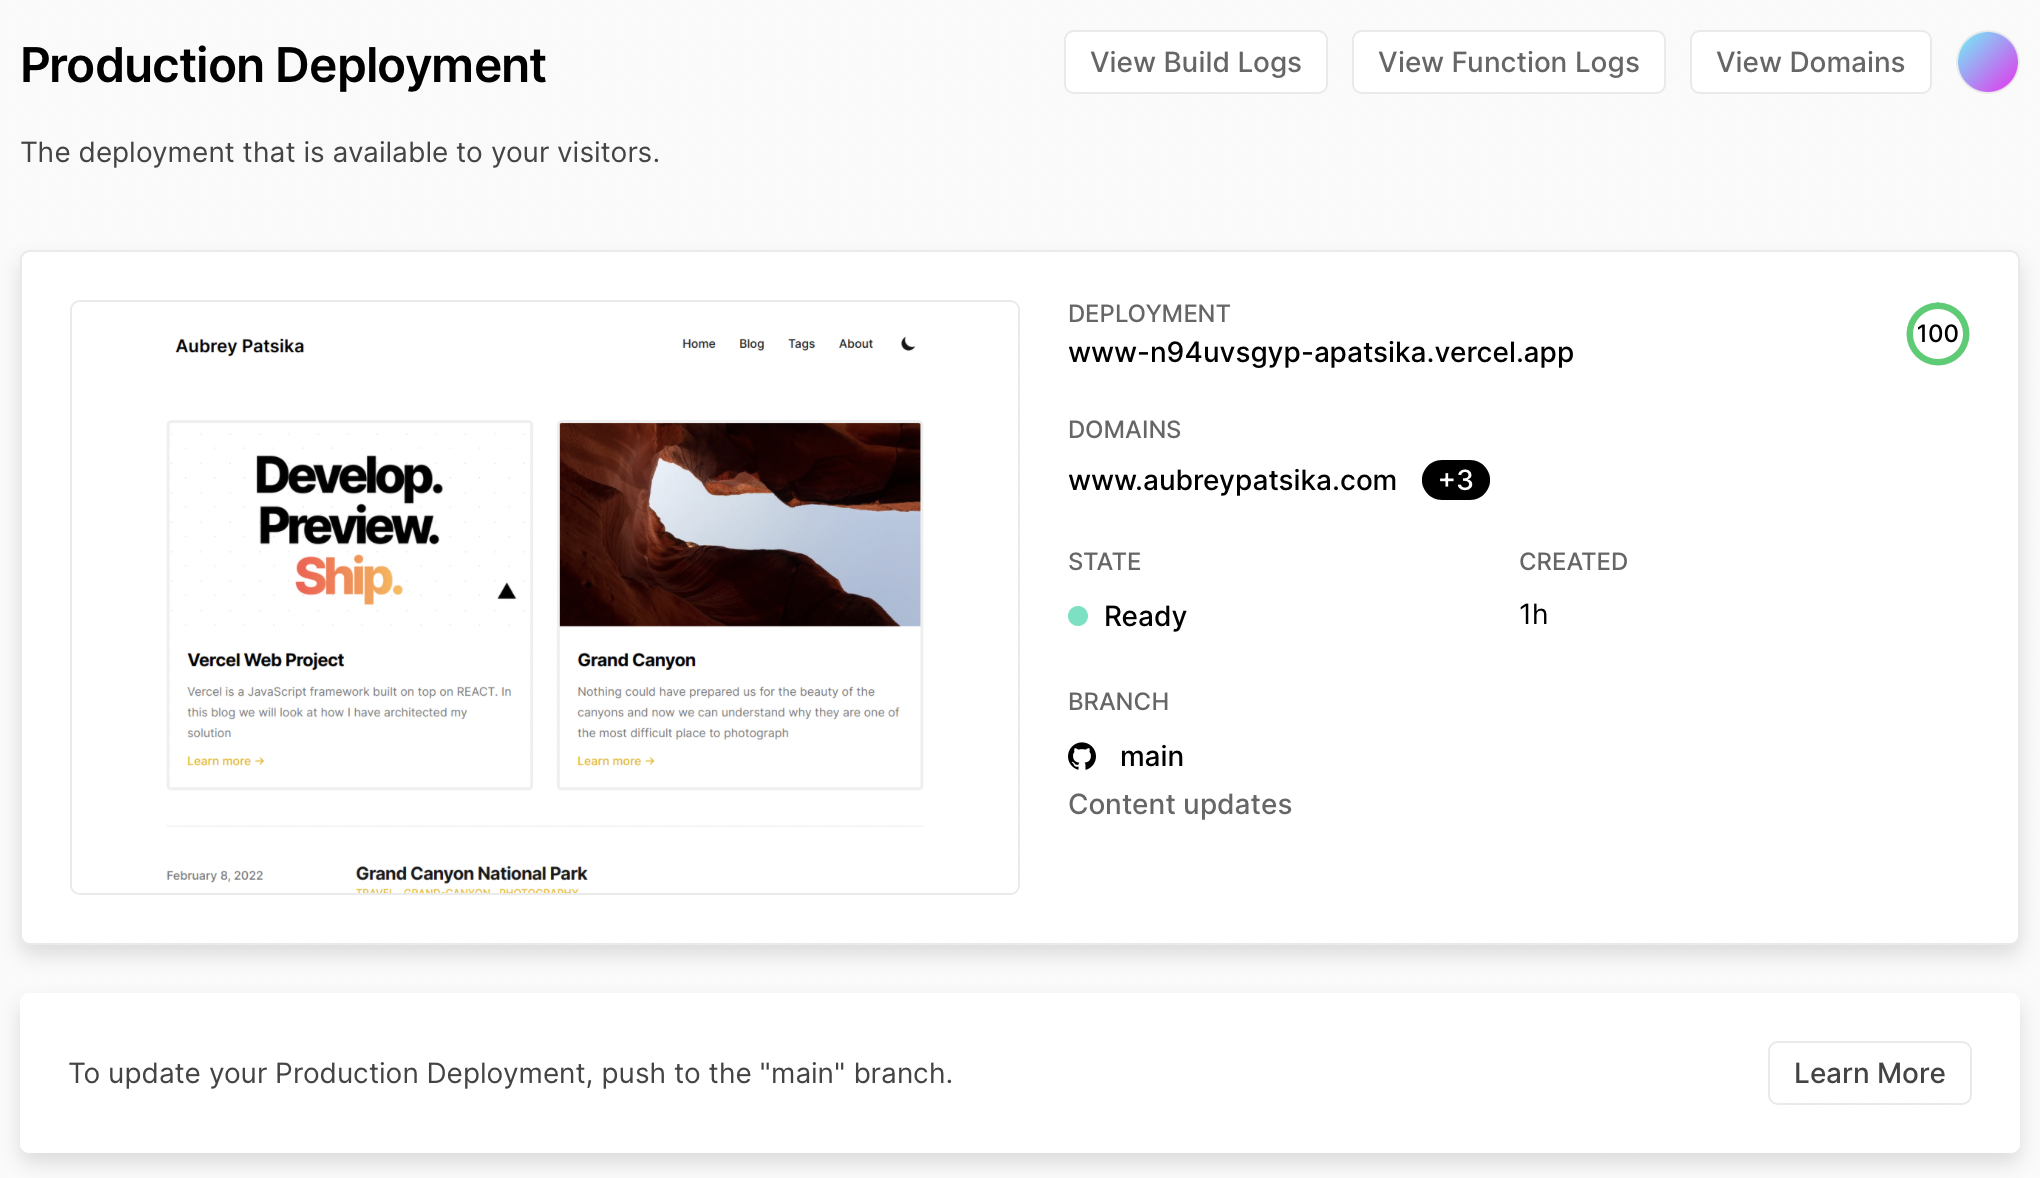 Production Deployment
View Build Logs
View Function Logs
View Domains
The deployment that is available to your visitors.
Aubrey Patsika
Home
Blog
Tags
About
Develop.
Preview.
Ship.
Vercel Web Project
Vercel is a JavaScript framework built on top on REACT. In
this blog we will look at how I have architected my
solution
Learn more →
Grand Canyon
Nothing could have prepared us for the beauty of the
canyons and now we can understand why they are one of
the most difficult place to photograph
Learn more →
February 8, 2022
Grand Canyon National Park
TRAVEL GRAND-CANYON PHOTOGRAPHY
DEPLOYMENT
www-n94uvsgyp-apatsika.vercel.app
100
DOMAINS
www.aubreypatsika.com
+3
STATE
Ready
CREATED
1h
BRANCH
main
Content updates
To update your Production Deployment, push to the "main" branch.
Learn More